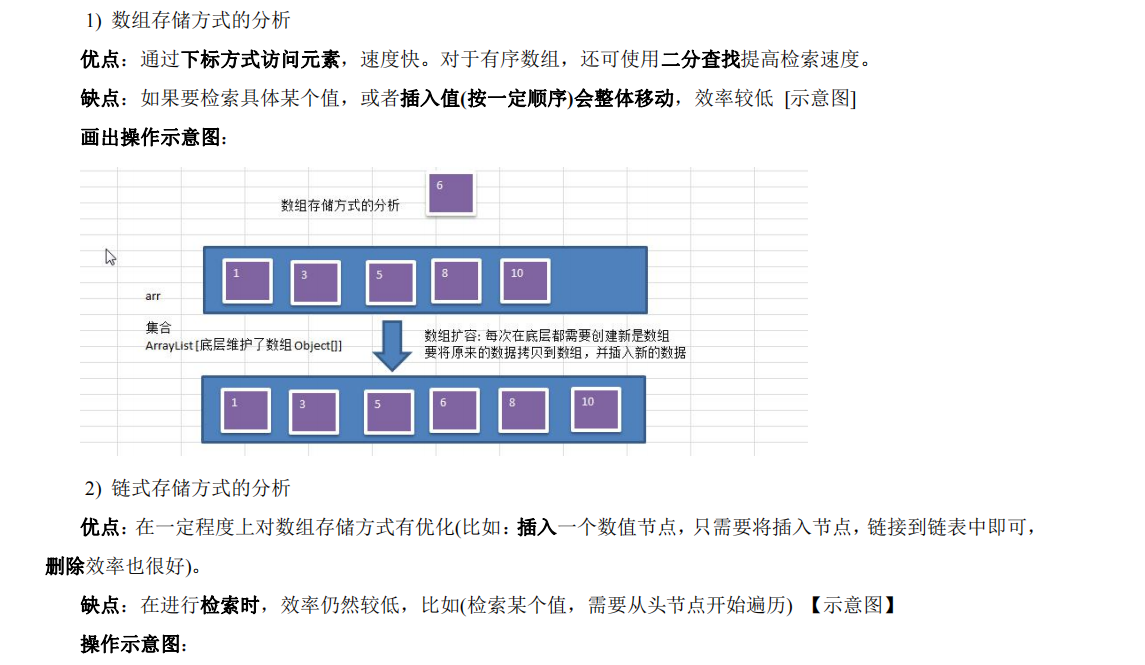 1) 数组存储方式的分析
优点：通过下标方式访问元素，速度快。对于有序数组，还可使用二分查找提高检索速度。
缺点：如果要检索具体某个值，或者插入值(按一定顺序)会整体移动，效率较低 [示意图]
画出操作示意图：
6
数组存储方式的分析
1 3 5 8 10
arr
集合
ArrayList [底层维护了数组 Object[]]
数组扩容: 每次在底层都需要创建新是数组
要将原来的数据拷贝到数组，并插入新的数据
1 3 5 6 8 10
2) 链式存储方式的分析
优点：在一定程度上对数组存储方式有优化(比如：插入一个数值节点，只需要将插入节点，链接到链表中即可，
删除效率也很好)。
缺点：在进行检索时，效率仍然较低，比如(检索某个值，需要从头节点开始遍历) 【示意图】
操作示意图：